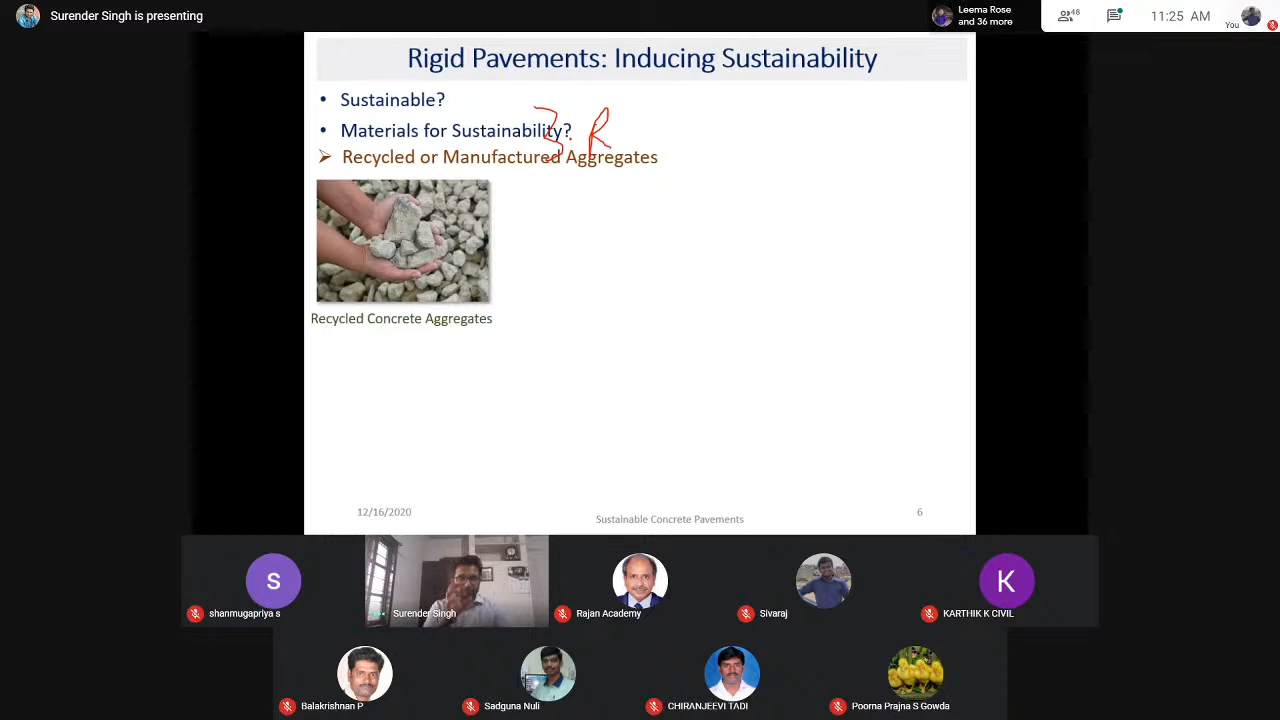 Surender Singh is presenting
Leema Rose
and 36 more
48
11:25 AM
You
Rigid Pavements: Inducing Sustainability
• Sustainable?
• Materials for Sustainability?
3. R
➢ Recycled or Manufactured Aggregates
Recycled Concrete Aggregates
12/16/2020
Sustainable Concrete Pavements
6
S
K
shanmugapriya s
Surender Singh
Rajan Academy
Sivaraj
KARTHIK K CIVIL
Balakrishnan P
Sadguna Nuli
CHIRANJEEVI TADI
Poorna Prajna S Gowda